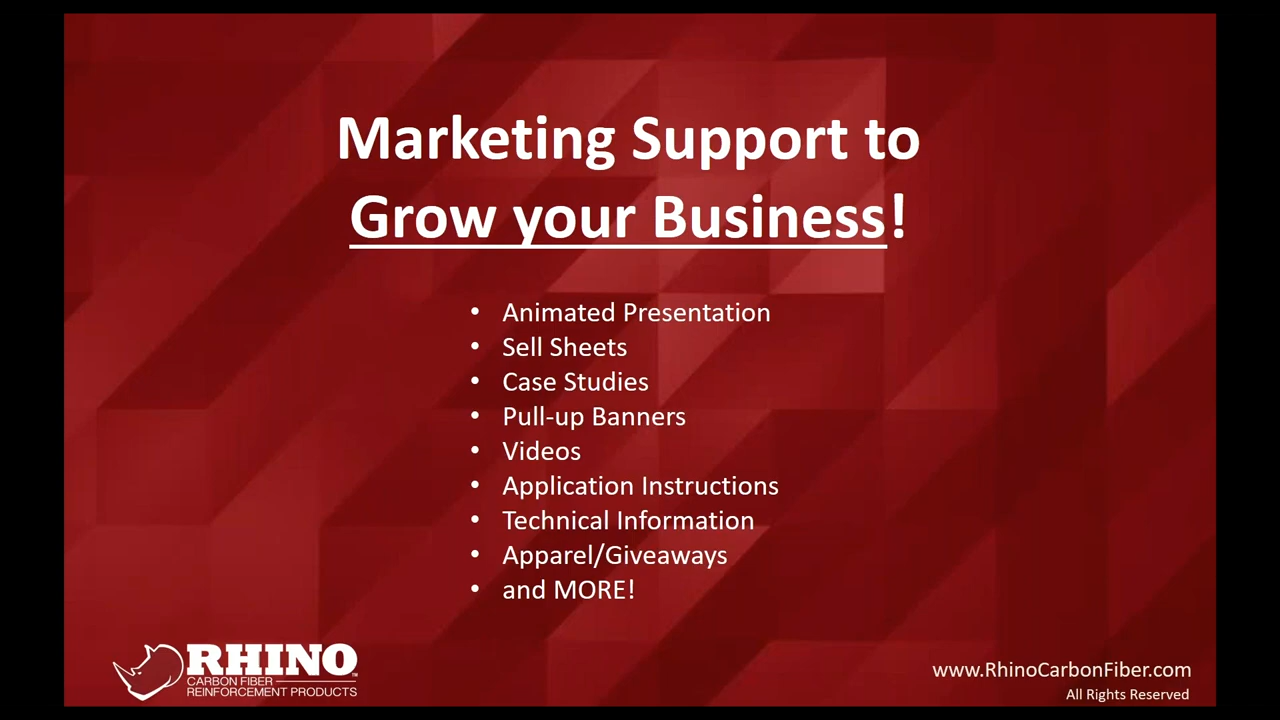 Marketing Support to
Grow your Business!
• Animated Presentation
• Sell Sheets
• Case Studies
• Pull-up Banners
• Videos
• Application Instructions
• Technical Information
• Apparel/Giveaways
• and MORE!
RHINO™
CARBON FIBER
REINFORCEMENT PRODUCTS
www.RhinoCarbonFiber.com
All Rights Reserved